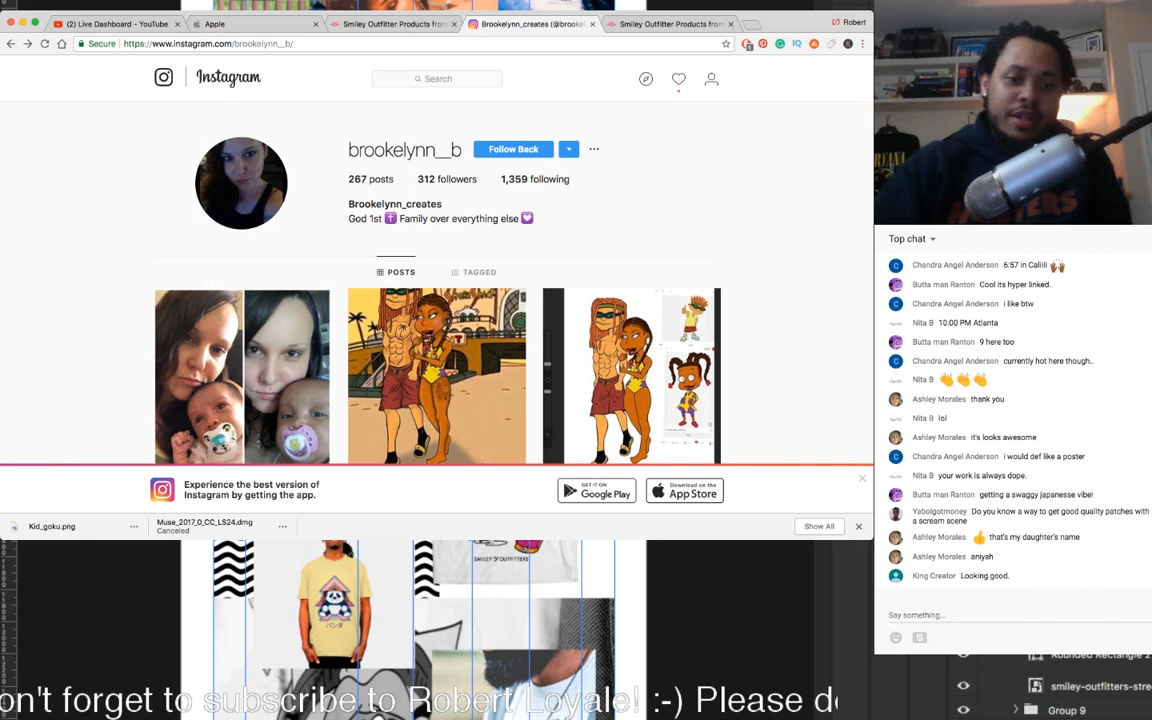 (2) Live Dashboard - YouTube
Apple
Smiley Outfitter Products from
Brookelynn_creates (@brookel
Smiley Outfitter Products from
Robert
Secure
https://www.instagram.com/brookelynn__b/
Instagram
Search
brookelynn__b
Follow Back
267 posts 312 followers 1,359 following
Brookelynn_creates
God 1st ✝️ Family over everything else 💟
POSTS
TAGGED
Experience the best version of
Instagram by getting the app.
GET IT ON
Google Play
Download on the
App Store
Kid_goku.png
Muse_2017_0_CC_LS24.dmg
Canceled
Show All
SMILEY OUTFITTERS
パンダ
Top chat
Chandra Angel Anderson 6:57 in Caliiii 🙌🏾
Butta man Ranton Cool its hyper linked..
Chandra Angel Anderson i like btw
Nita B 10:00 PM Atlanta
Butta man Ranton 9 here too
Chandra Angel Anderson currently hot here though..
Nita B 👏 👏 👏
Ashley Morales thank you
Nita B lol
Ashley Morales it's looks awesome
Chandra Angel Anderson i would def like a poster
Nita B your work is always dope.
Butta man Ranton getting a swaggy japanesse vibe!
Yaboigotmoney Do you know a way to get good quality patches with
a scream scene
Ashley Morales 👍 that's my daughter's name
Ashley Morales aniyah
King Creator Looking good.
Say something...
Rounded Rectangle 2
smiley-outfitters-stre
Group 9
on't forget to subscribe to Robert Loyale! :-) Please do